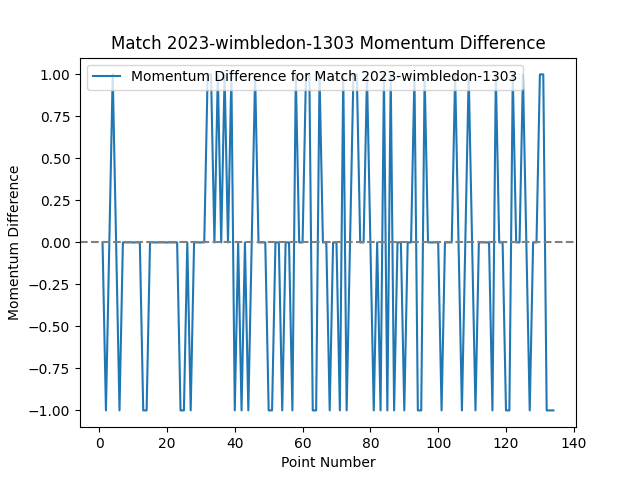 Match 2023-wimbledon-1303 Momentum Difference
Momentum Difference for Match 2023-wimbledon-1303
1.00
0.75
0.50
0.25
0.00
−0.25
−0.50
−0.75
−1.00
Momentum Difference
0 20 40 60 80 100 120 140
Point Number